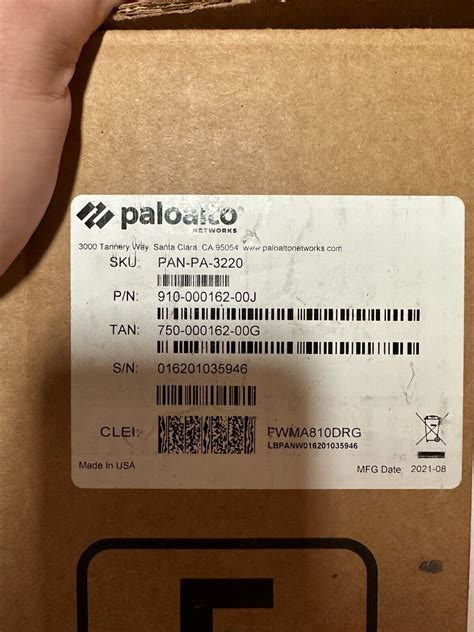 paloalto®
NETWORKS
3000 Tannery Way, Santa Clara, CA 95054 www.paloaltonetworks.com
SKU: PAN-PA-3220
P/N: 910-000162-00J
TAN: 750-000162-00G
S/N: 016201035946
CLEI: FWMA810DRG
LBPANW016201035946
Made In USA
MFG Date: 2021-08